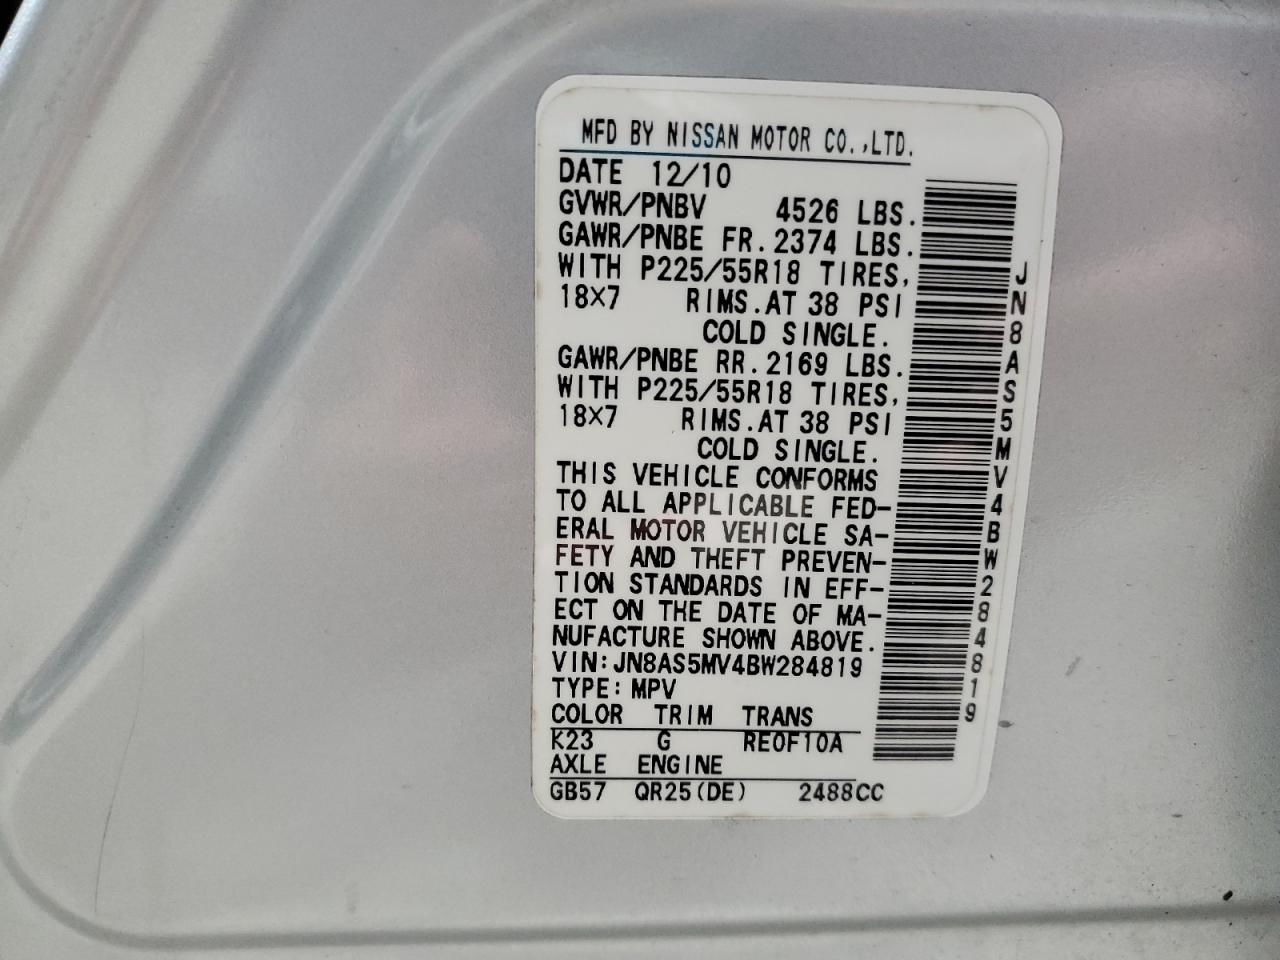 MFD BY NISSAN MOTOR CO.,LTD.
DATE 12/10
GVWR/PNBV 4526 LBS.
GAWR/PNBE FR.2374 LBS.
WITH P225/55R18 TIRES,
18×7 RIMS.AT 38 PSI
COLD SINGLE.
GAWR/PNBE RR.2169 LBS.
WITH P225/55R18 TIRES,
18×7 RIMS.AT 38 PSI
COLD SINGLE.
THIS VEHICLE CONFORMS
TO ALL APPLICABLE FED-
ERAL MOTOR VEHICLE SA-
FETY AND THEFT PREVEN-
TION STANDARDS IN EFF-
ECT ON THE DATE OF MA-
NUFACTURE SHOWN ABOVE.
VIN:JN8AS5MV4BW284819
TYPE:MPV
COLOR TRIM TRANS
K23 G RE0F10A
AXLE ENGINE
GB57 QR25(DE) 2488CC
JN8AS5MV4BW284819